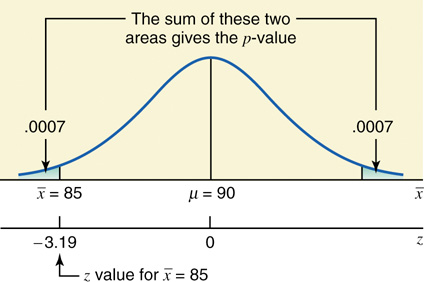 The sum of these two
areas gives the p-value
.0007
.0007
x̅ = 85
μ = 90
x̅
−3.19
0
z
z value for x̅ = 85